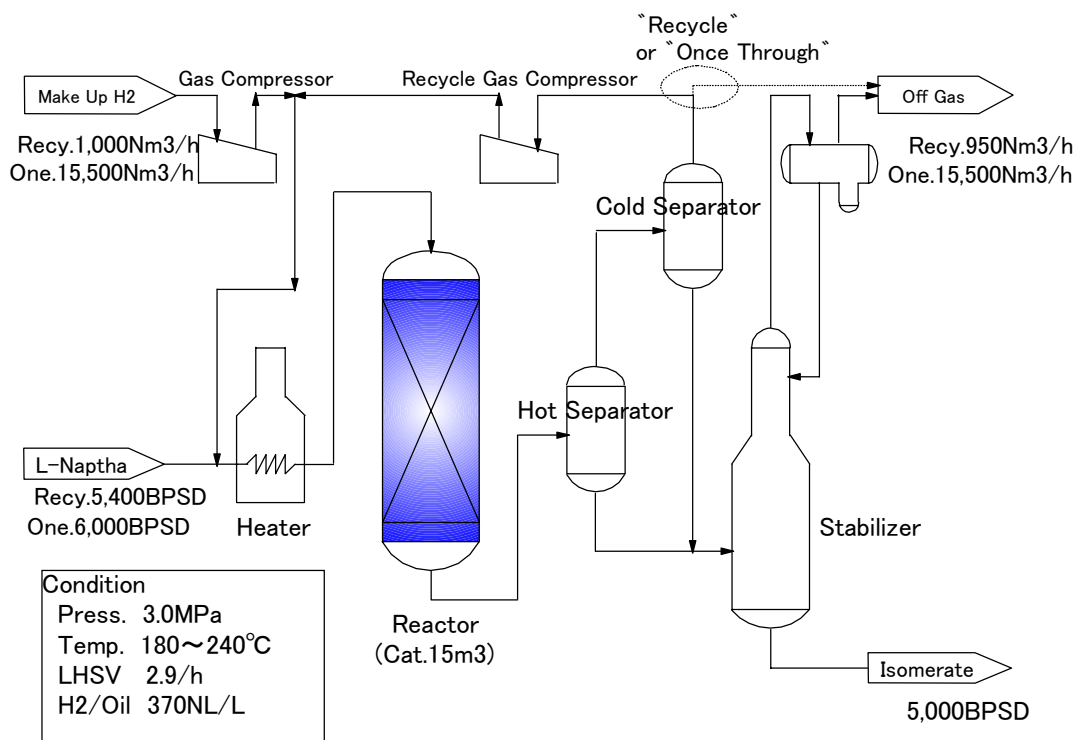 〝Recycle〞
or 〝Once Through〞
Gas Compressor
Recycle Gas Compressor
Make Up H2
Off Gas
Recy.1,000Nm3/h
One.15,500Nm3/h
Recy.950Nm3/h
One.15,500Nm3/h
Cold Separator
Hot Separator
L-Naptha
Recy.5,400BPSD
One.6,000BPSD
Heater
Stabilizer
Condition
Press. 3.0MPa
Temp. 180～240℃
LHSV 2.9/h
H2/Oil 370NL/L
Reactor
(Cat.15m3)
Isomerate
5,000BPSD